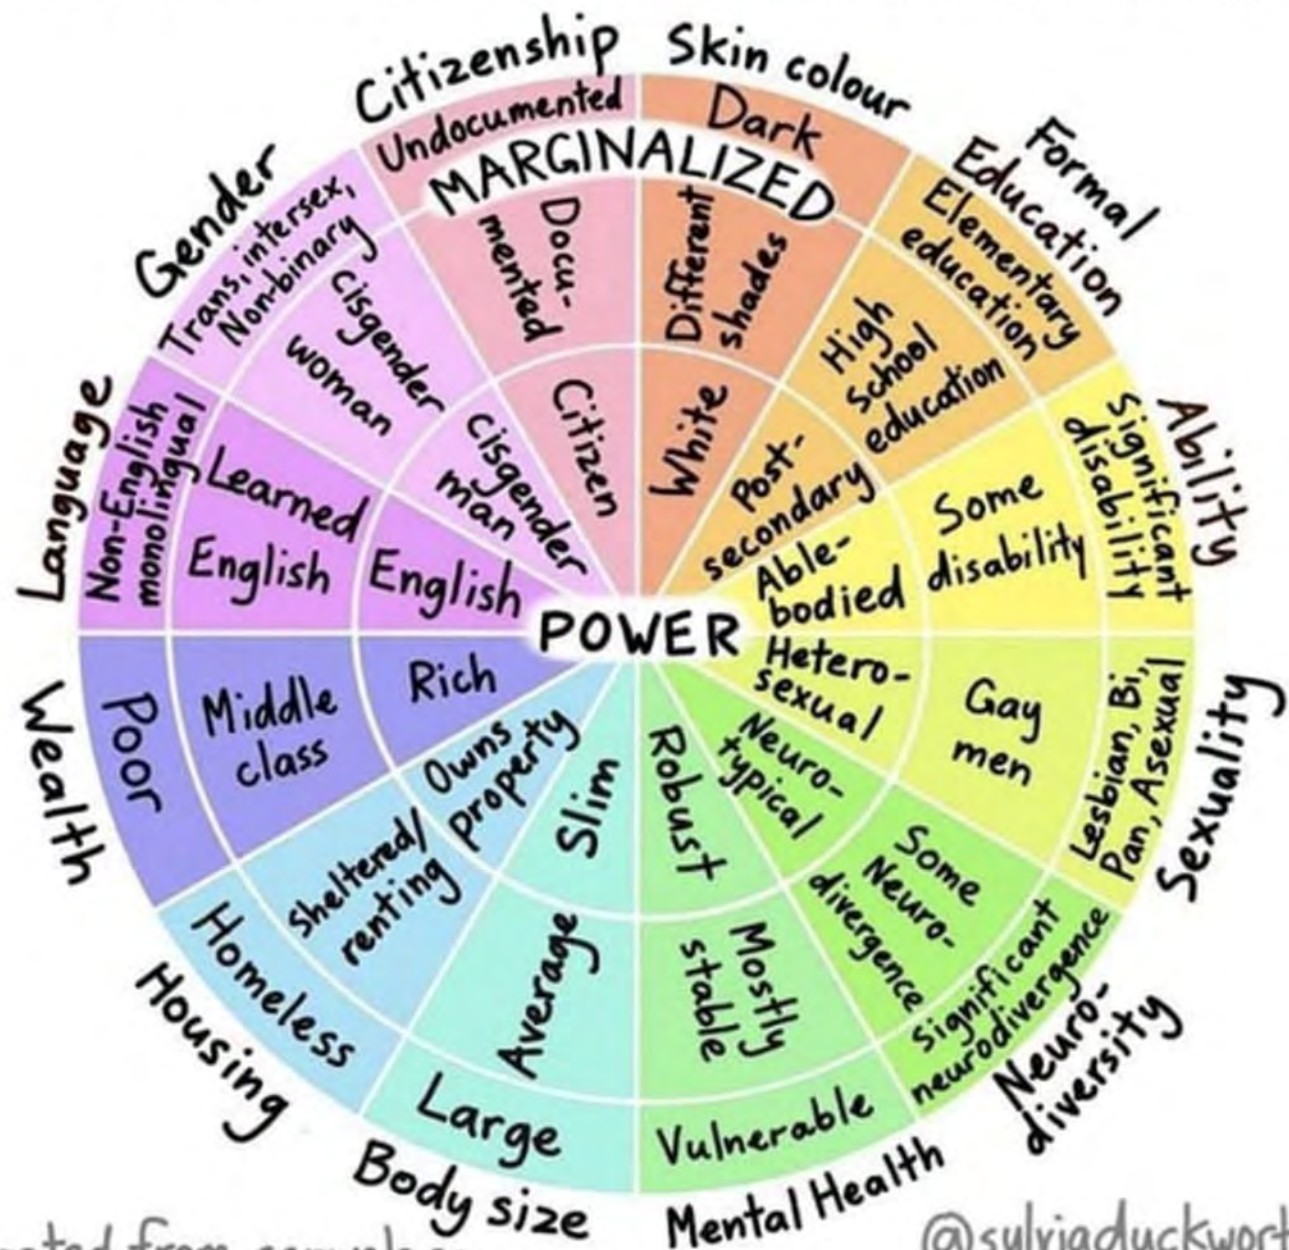 Citizenship
Undocumented
Docu-
mented
Citizen
Skin colour
Dark
Different
shades
White
Formal
Education
Elementary
education
High
school
education
Post-
secondary
Ability
Significant
disability
Some
disability
Able-
bodied
Sexuality
Lesbian, Bi,
Pan, Asexual
Gay
men
Hetero-
sexual
Neuro-
diversity
Significant
neurodivergence
Some
Neuro-
divergence
Neuro-
typical
Mental Health
Vulnerable
Mostly
stable
Robust
Body size
Large
Average
Slim
Housing
Homeless
Sheltered/
renting
Owns
property
Wealth
Poor
Middle
class
Rich
Language
Non-English
monolingual
Learned
English
English
Gender
Trans, intersex,
Non-binary
cisgender
woman
cisgender
man
MARGINALIZED
POWER
from
@sylviaduckwort